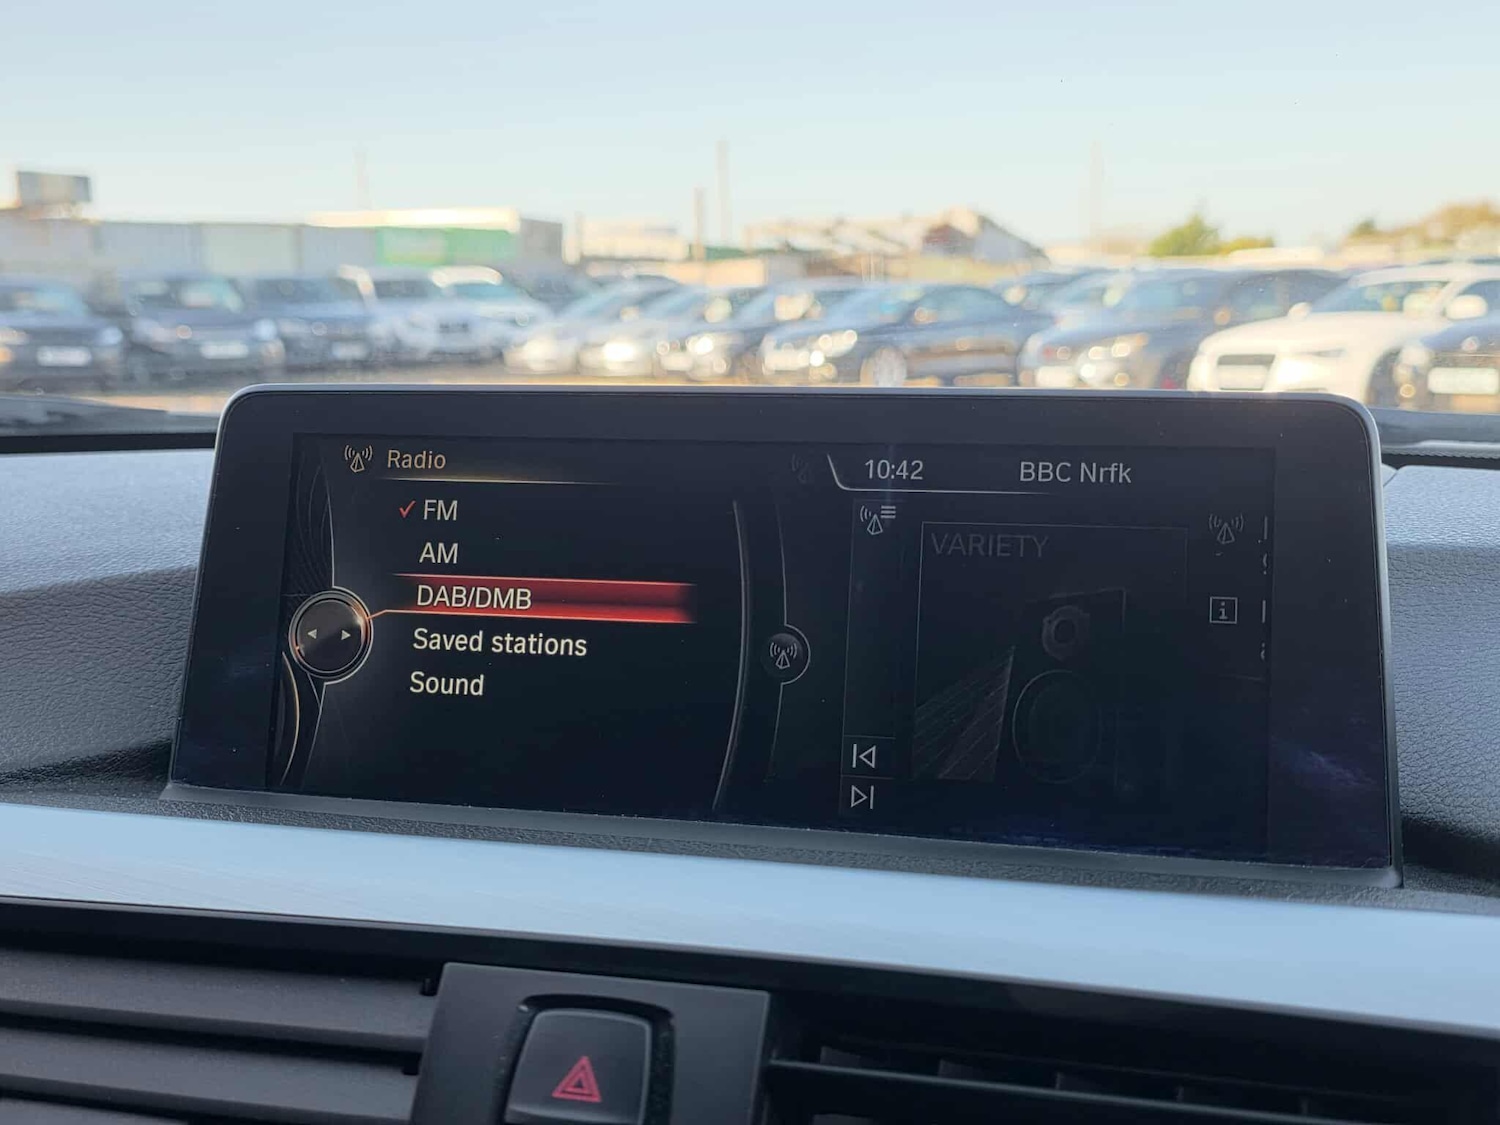 Radio
10:42 BBC Nrfk
FM
AM
DAB/DMB
Saved stations
Sound
VARIETY